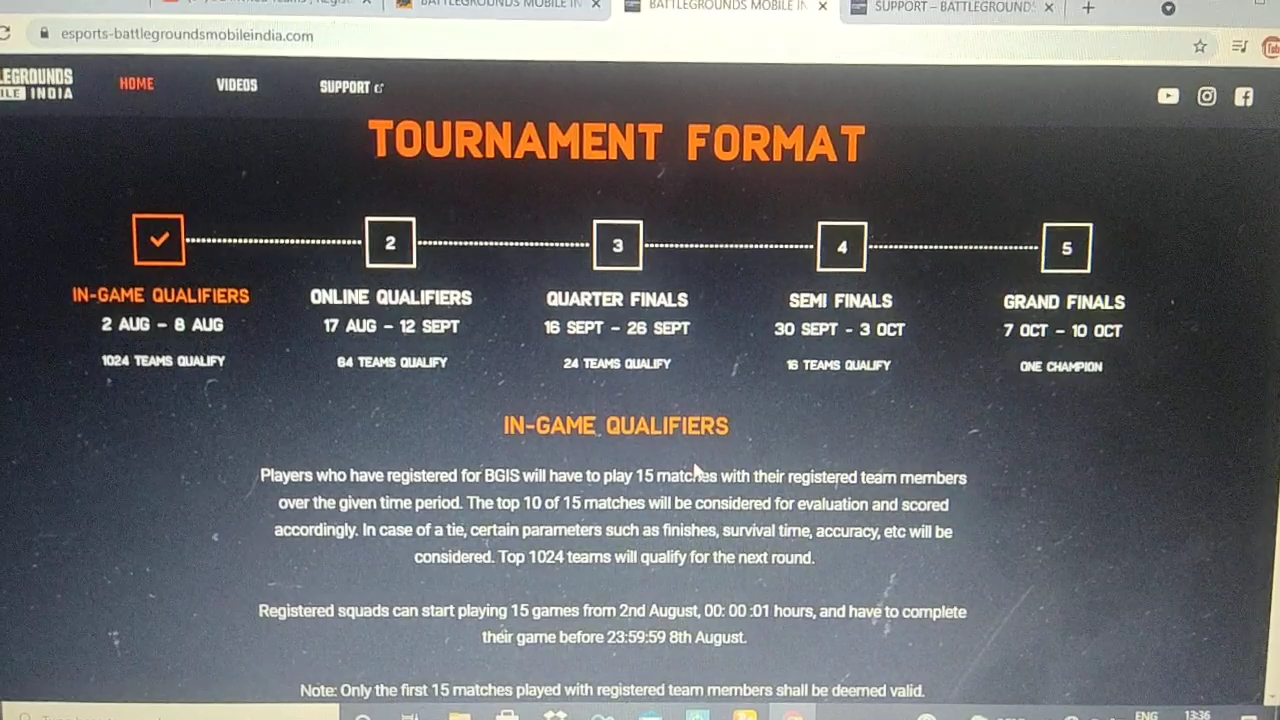 BATTLEGROUNDS MOBILE IN
BATTLEGROUNDS MOBILE IN
SUPPORT – BATTLEGROUNDS
esports-battlegroundsmobileindia.com
LEGROUNDS
ILE INDIA
HOME
VIDEOS
SUPPORT
TOURNAMENT FORMAT
2
3
4
5
IN-GAME QUALIFIERS
ONLINE QUALIFIERS
QUARTER FINALS
SEMI FINALS
GRAND FINALS
2 AUG – 8 AUG
17 AUG – 12 SEPT
16 SEPT – 26 SEPT
30 SEPT - 3 OCT
7 OCT – 10 OCT
1024 TEAMS QUALIFY
64 TEAMS QUALIFY
24 TEAMS QUALIFY
16 TEAMS QUALIFY
ONE CHAMPION
IN-GAME QUALIFIERS
Players who have registered for BGIS will have to play 15 matches with their registered team members
over the given time period. The top 10 of 15 matches will be considered for evaluation and scored
accordingly. In case of a tie, certain parameters such as finishes, survival time, accuracy, etc will be
considered. Top 1024 teams will qualify for the next round.
Registered squads can start playing 15 games from 2nd August, 00: 00 :01 hours, and have to complete
their game before 23:59:59 8th August.
Note: Only the first 15 matches played with registered team members shall be deemed valid.
ENG
13:36